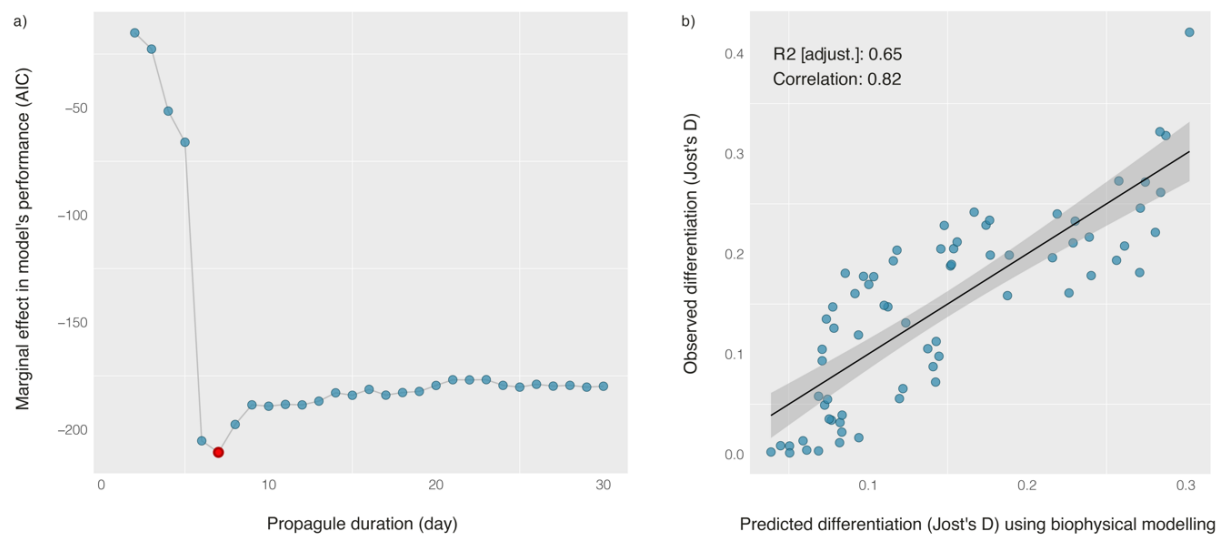 a)
Marginal effect in model's performance (AIC)
−50
−100
−150
−200
0
10
20
30
Propagule duration (day)
b)
R2 [adjust.]: 0.65
Correlation: 0.82
Observed differentiation (Jost's D)
0.4
0.3
0.2
0.1
0.0
0.1
0.2
0.3
Predicted differentiation (Jost's D) using biophysical modelling